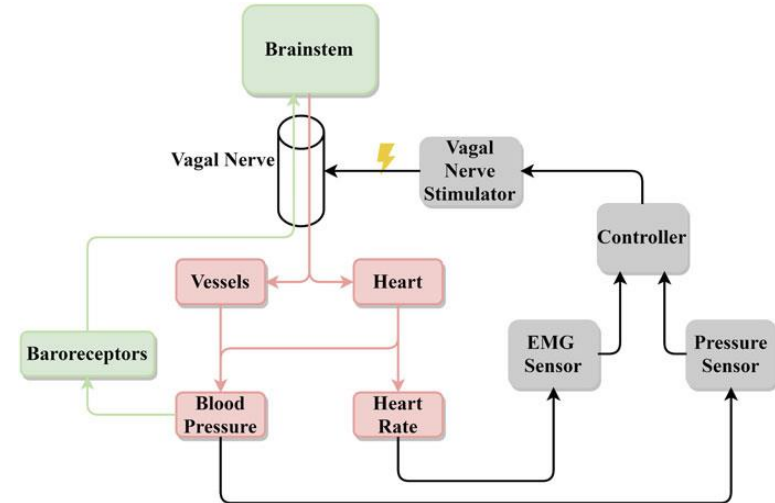 Brainstem
Vagal Nerve
Vagal
Nerve
Stimulator
Controller
Vessels
Heart
Baroreceptors
EMG
Sensor
Pressure
Sensor
Blood
Pressure
Heart
Rate